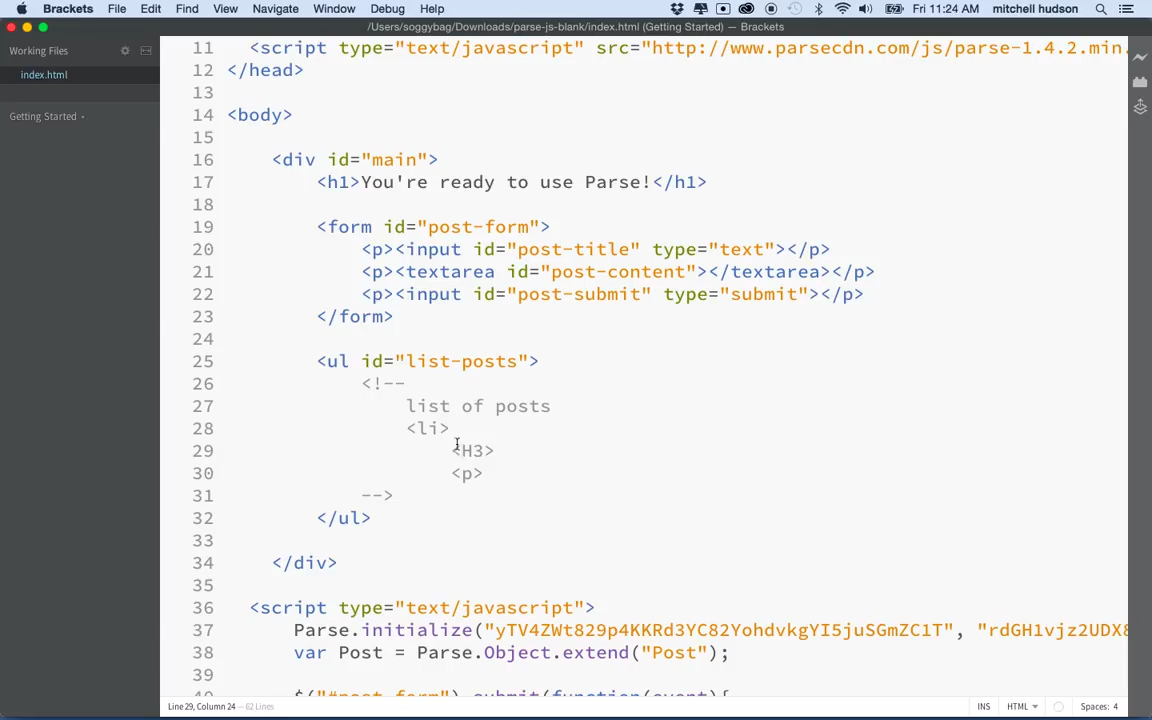 Brackets File Edit Find View Navigate Window Debug Help Fri 11:24 AM mitchell hudson
/Users/soggybag/Downloads/parse-js-blank/index.html (Getting Started) — Brackets
Working Files
index.html
Getting Started
11 <script type="text/javascript" src="http://www.parsecdn.com/js/parse-1.4.2.min.
12 </head>
13
14 <body>
15
16 <div id="main">
17 <h1>You're ready to use Parse!</h1>
18
19 <form id="post-form">
20 <p><input id="post-title" type="text"></p>
21 <p><textarea id="post-content"></textarea></p>
22 <p><input id="post-submit" type="submit"></p>
23 </form>
24
25 <ul id="list-posts">
26 <!--
27 list of posts
28 <li>
29 <H3>
30 <p>
31 -->
32 </ul>
33
34 </div>
35
36 <script type="text/javascript">
37 Parse.initialize("yTV4ZWt829p4KKRd3YC82YohdvkgYI5juSGmZC1T", "rdGH1vjz2UDX8
38 var Post = Parse.Object.extend("Post");
39
40 $("#post-form").submit(function(event){
Line 29, Column 24 — 62 Lines INS HTML Spaces: 4